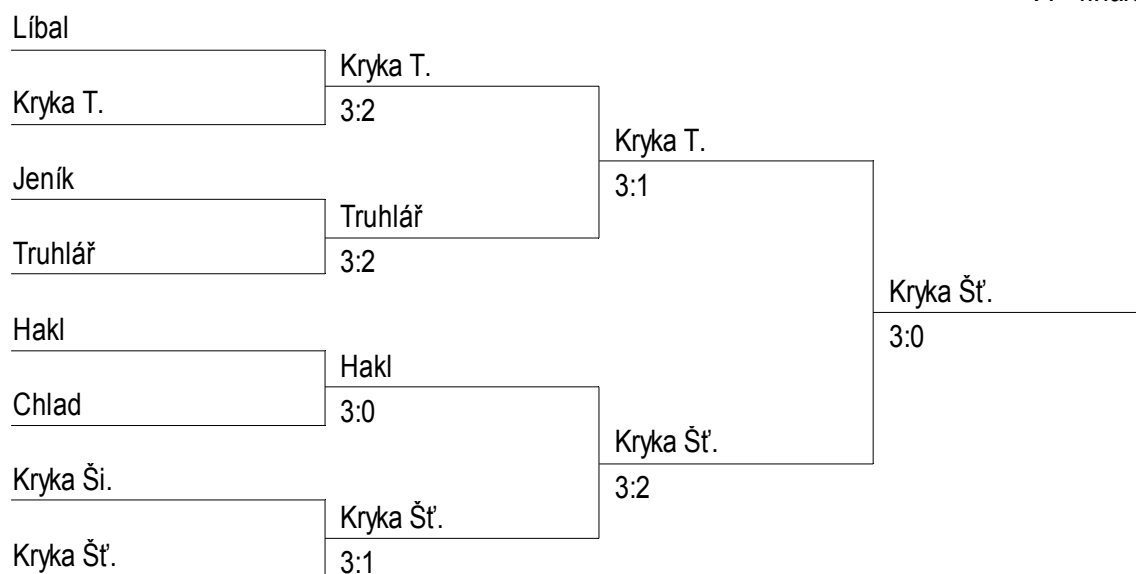 Líbal
Kryka T.
Kryka T.
3:2
Kryka T.
Jeník
3:1
Truhlář
Truhlář
3:2
Kryka Šť.
Hakl
3:0
Hakl
Chlad
3:0
Kryka Šť.
Kryka Ši.
3:2
Kryka Šť.
Kryka Šť.
3:1